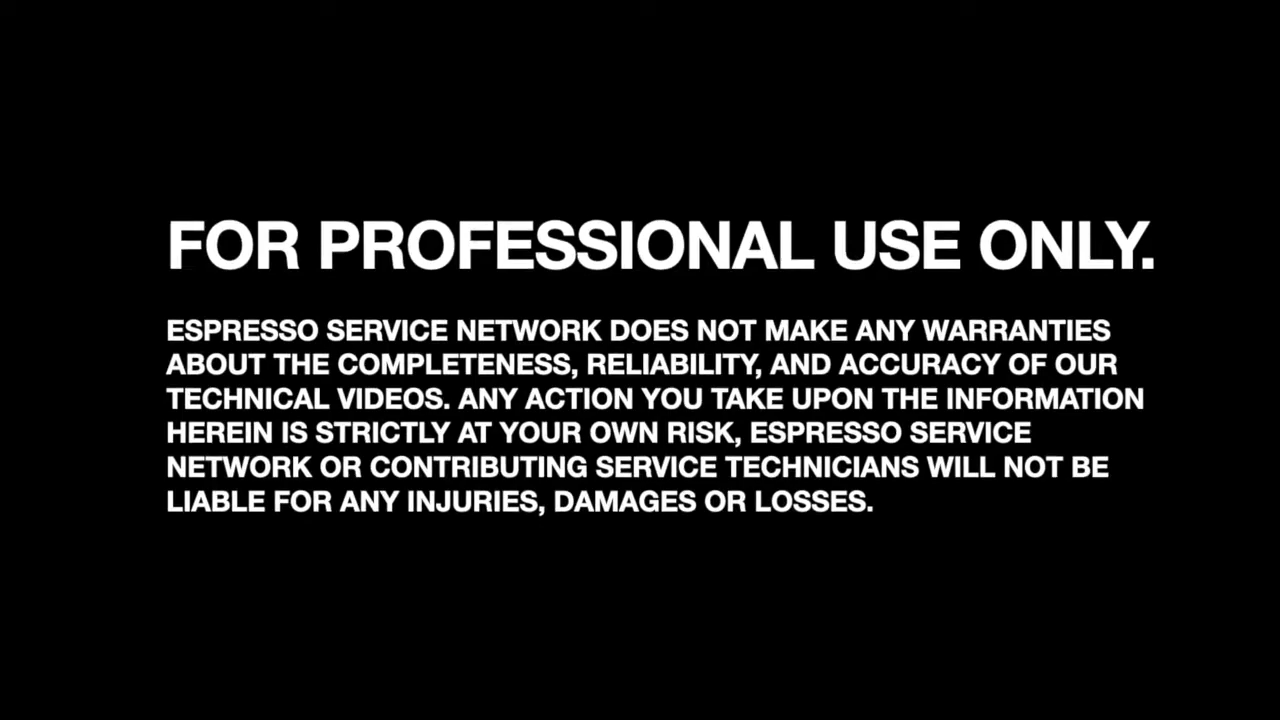 FOR PROFESSIONAL USE ONLY.
ESPRESSO SERVICE NETWORK DOES NOT MAKE ANY WARRANTIES
ABOUT THE COMPLETENESS, RELIABILITY, AND ACCURACY OF OUR
TECHNICAL VIDEOS. ANY ACTION YOU TAKE UPON THE INFORMATION
HEREIN IS STRICTLY AT YOUR OWN RISK, ESPRESSO SERVICE
NETWORK OR CONTRIBUTING SERVICE TECHNICIANS WILL NOT BE
LIABLE FOR ANY INJURIES, DAMAGES OR LOSSES.